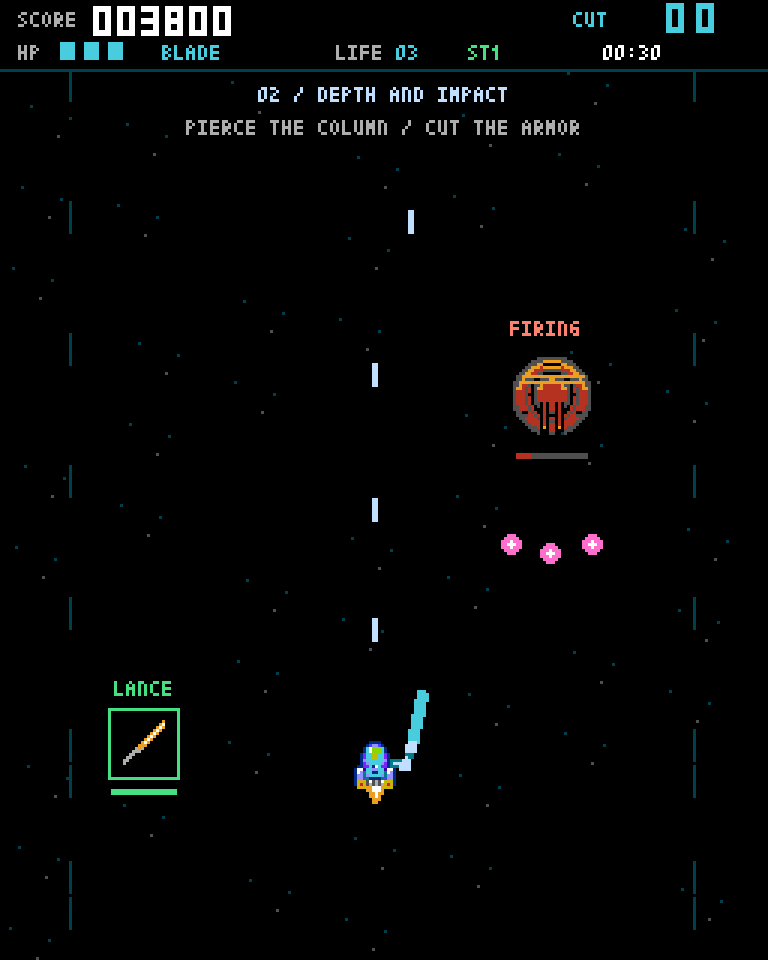 SCORE 003800 CUT 00
HP BLADE LIFE 03 ST1 00:30
02 / DEPTH AND IMPACT
PIERCE THE COLUMN / CUT THE ARMOR
FIRING
LANCE